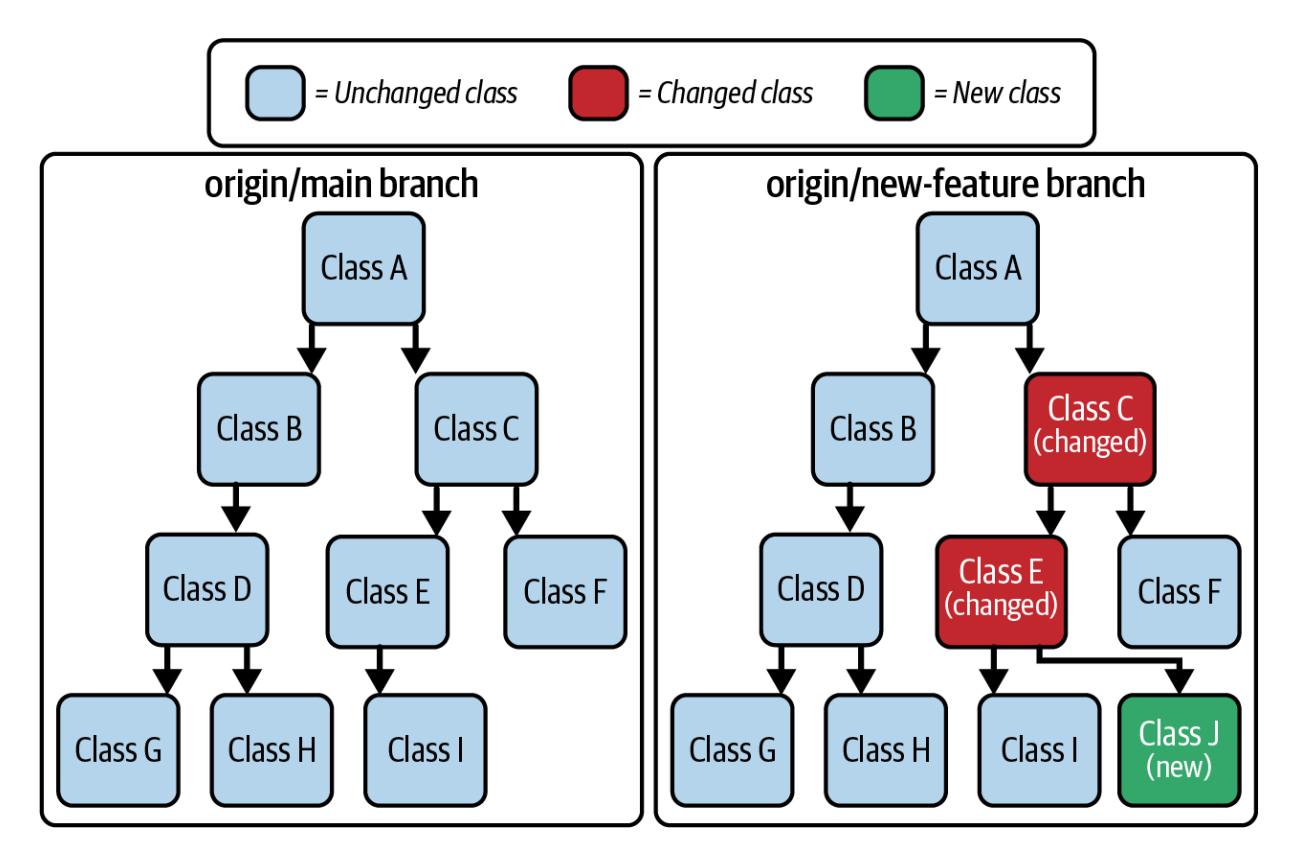 = Unchanged class
= Changed class
= New class
origin/main branch
Class A
Class B
Class C
Class D
Class E
Class F
Class G
Class H
Class I
origin/new-feature branch
Class A
Class B
Class C
(changed)
Class D
Class E
(changed)
Class F
Class G
Class H
Class I
Class J
(new)